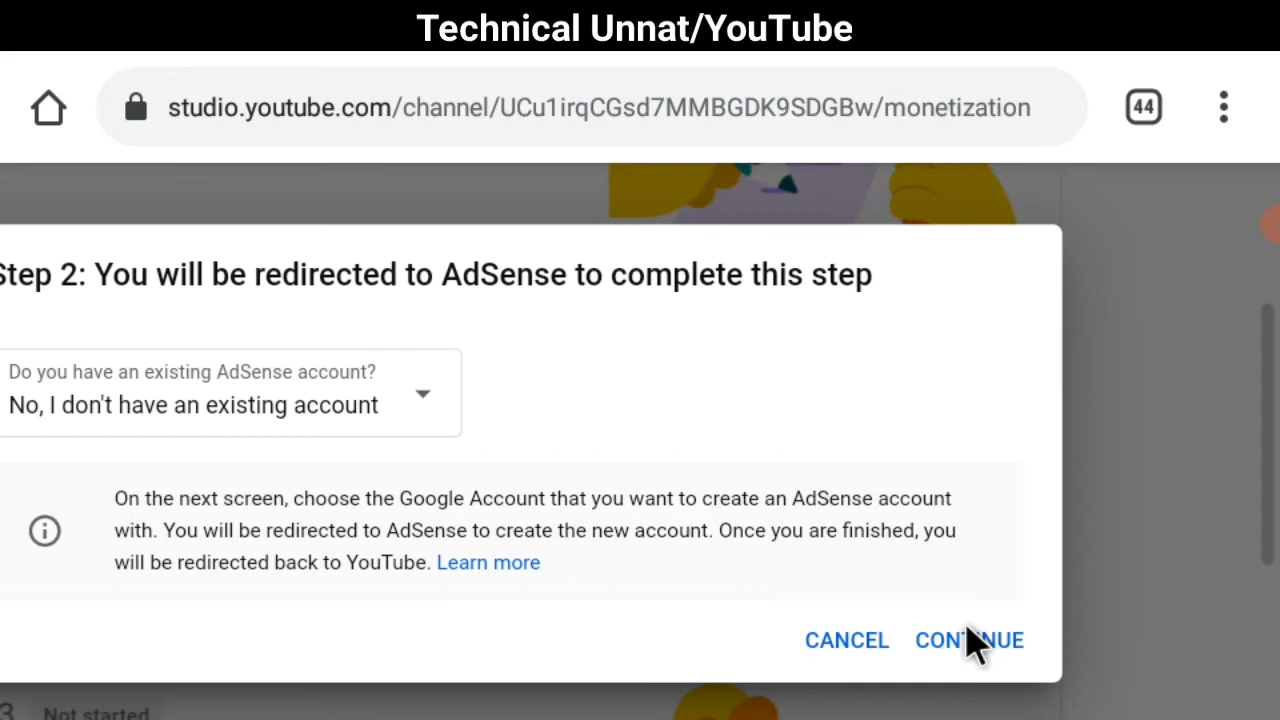 Technical Unnat/YouTube
studio.youtube.com/channel/UCu1irqCGsd7MMBGDK9SDGBw/monetization
44
Step 2: You will be redirected to AdSense to complete this step
Do you have an existing AdSense account?
No, I don't have an existing account
On the next screen, choose the Google Account that you want to create an AdSense account
with. You will be redirected to AdSense to create the new account. Once you are finished, you
will be redirected back to YouTube. Learn more
CANCEL CONTINUE
3 Not started